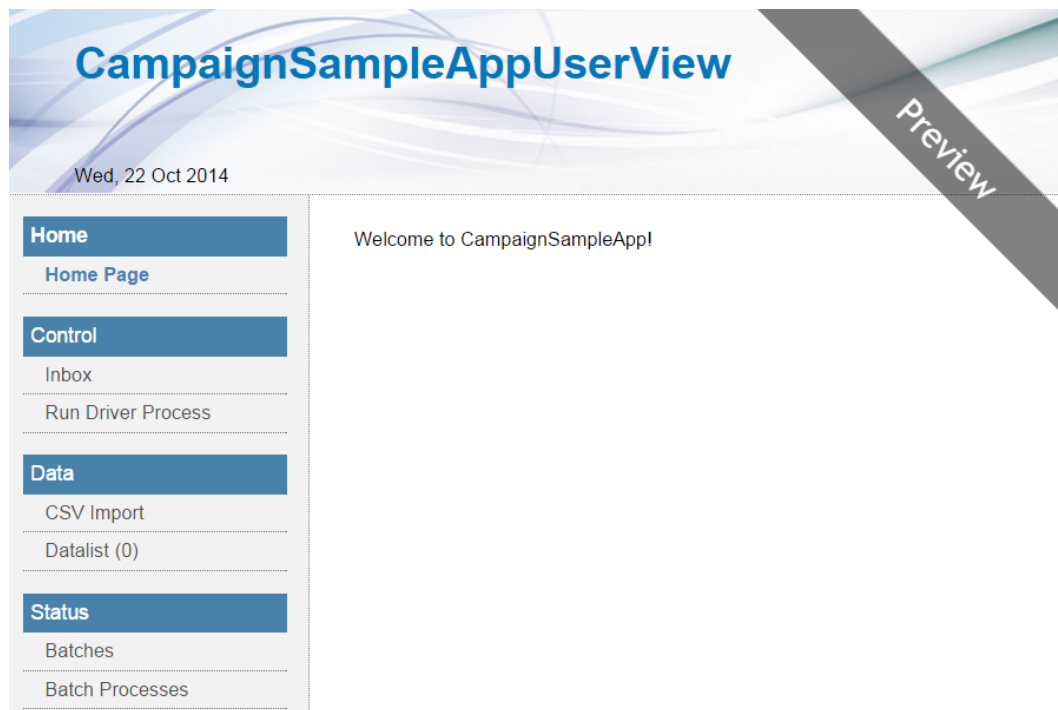 CampaignSampleAppUserView
Preview
Wed, 22 Oct 2014
Home
Home Page
Control
Inbox
Run Driver Process
Data
CSV Import
Datalist (0)
Status
Batches
Batch Processes
Welcome to CampaignSampleApp!